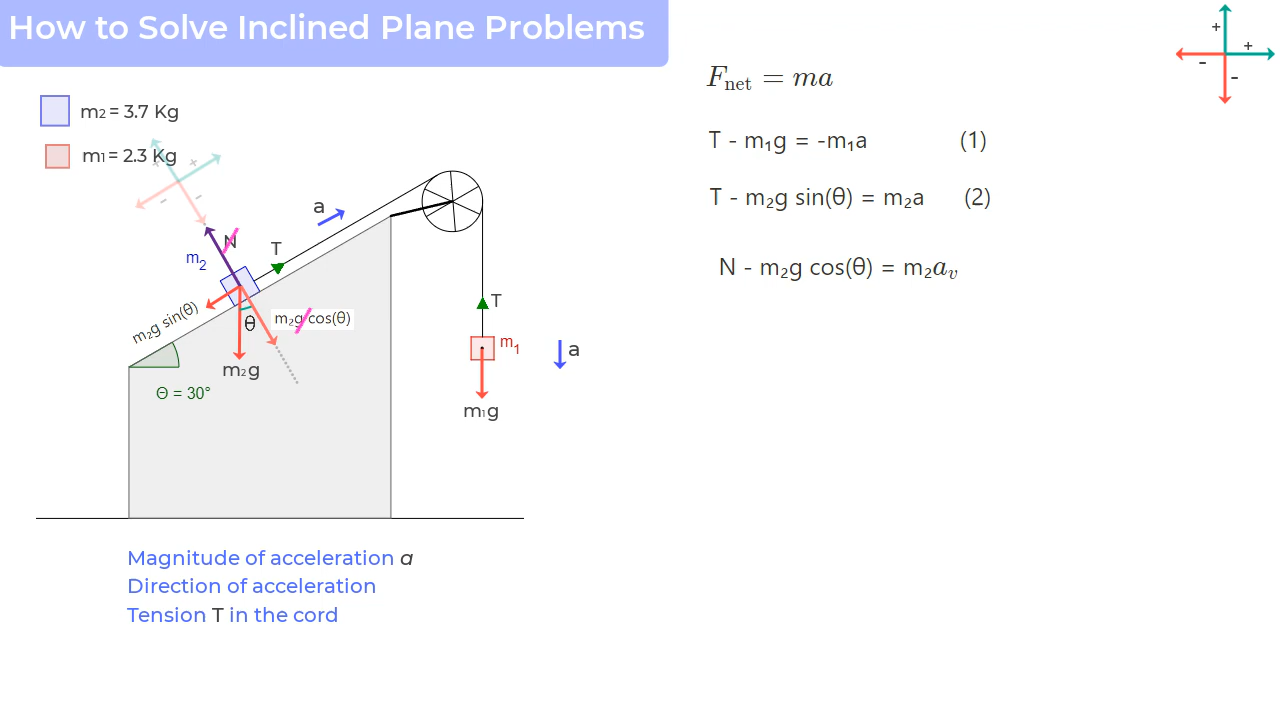 How to Solve Inclined Plane Problems
m2 = 3.7 Kg
m1 = 2.3 Kg
+
+
-
-
+
+
-
-
a
N
T
m₂
m₂g sin(θ)
θ
m₂g cos(θ)
m₂g
Θ = 30°
T
m₁
a
m₁g
Magnitude of acceleration a
Direction of acceleration
Tension T in the cord
F_net = ma
T - m₁g = -m₁a (1)
T - m₂g sin(θ) = m₂a (2)
N - m₂g cos(θ) = m₂aᵥ